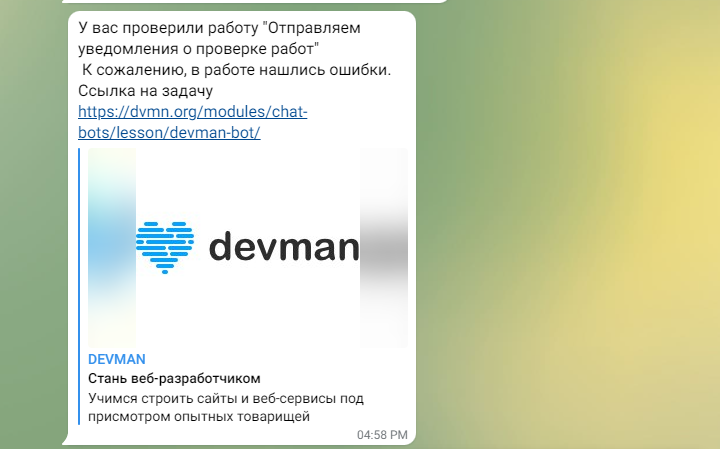 У вас проверили работу "Отправляем
уведомления о проверке работ"
К сожалению, в работе нашлись ошибки.
Ссылка на задачу
https://dvmn.org/modules/chat-
bots/lesson/devman-bot/
devman
DEVMAN
Стань веб-разработчиком
Учимся строить сайты и веб-сервисы под
присмотром опытных товарищей
04:58 PM